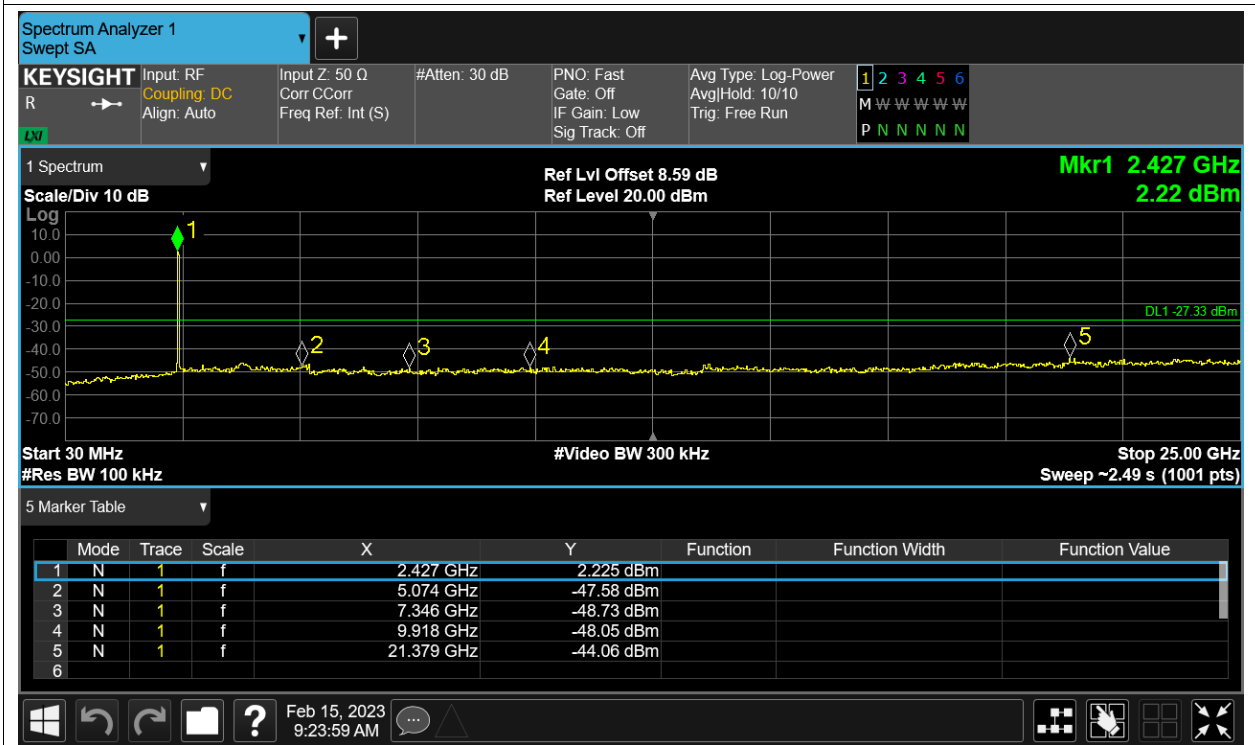 Spectrum Analyzer 1
Swept SA
KEYSIGHT Input: RF Input Z: 50 Ω #Atten: 30 dB PNO: Fast Avg Type: Log-Power 1 2 3 4 5 6
R Coupling: DC Corr CCorr Gate: Off Avg|Hold: 10/10 M W W W W W
Align: Auto Freq Ref: Int (S) IF Gain: Low Trig: Free Run
LXI Sig Track: Off P N N N N N
1 Spectrum Ref Lvl Offset 8.59 dB Mkr1 2.427 GHz
Scale/Div 10 dB Ref Level 20.00 dBm 2.22 dBm
Log
10.0 1
0.00
-10.0
-20.0
DL1 -27.33 dBm
-30.0
-40.0 2 3 4 5
-50.0
-60.0
-70.0
Start 30 MHz #Video BW 300 kHz Stop 25.00 GHz
#Res BW 100 kHz Sweep ~2.49 s (1001 pts)
5 Marker Table
Mode Trace Scale X Y Function Function Width Function Value
1 N 1 f 2.427 GHz 2.225 dBm
2 N 1 f 5.074 GHz -47.58 dBm
3 N 1 f 7.346 GHz -48.73 dBm
4 N 1 f 9.918 GHz -48.05 dBm
5 N 1 f 21.379 GHz -44.06 dBm
6
? Feb 15, 2023
9:23:59 AM